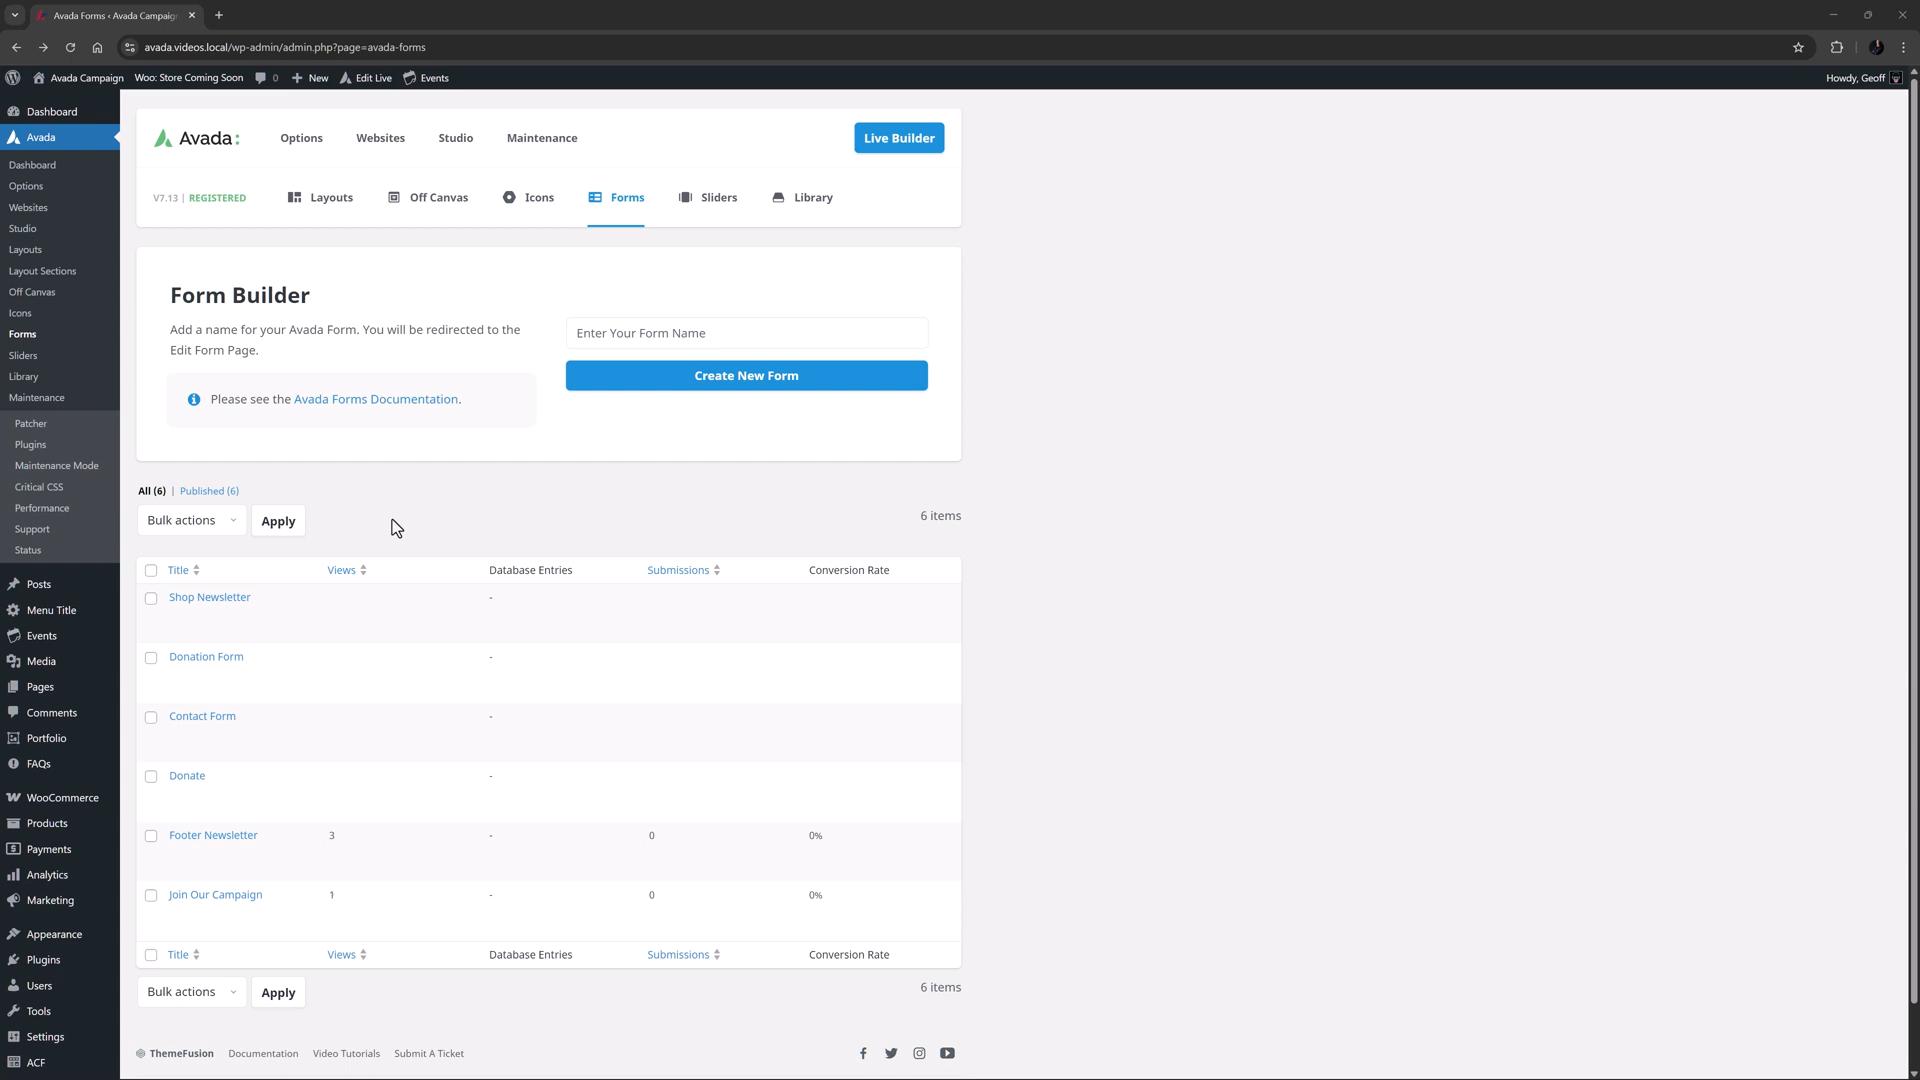 Avada Forms ‹ Avada Campaign
avada.videos.local/wp-admin/admin.php?page=avada-forms
Avada Campaign
Woo: Store Coming Soon
0
New
Edit Live
Events
Howdy, Geoff
Dashboard
Avada
Dashboard
Options
Websites
Studio
Layouts
Layout Sections
Off Canvas
Icons
Forms
Sliders
Library
Maintenance
Patcher
Plugins
Maintenance Mode
Critical CSS
Performance
Support
Status
Posts
Menu Title
Events
Media
Pages
Comments
Portfolio
FAQs
WooCommerce
Products
Payments
Analytics
Marketing
Appearance
Plugins
Users
Tools
Settings
ACF
Avada:
Options
Websites
Studio
Maintenance
Live Builder
V7.13 | REGISTERED
Layouts
Off Canvas
Icons
Forms
Sliders
Library
Form Builder
Add a name for your Avada Form. You will be redirected to the
Edit Form Page.
Please see the Avada Forms Documentation.
Enter Your Form Name
Create New Form
All (6) | Published (6)
Bulk actions
Apply
6 items
Title Views Database Entries Submissions Conversion Rate
Shop Newsletter -
Donation Form -
Contact Form -
Donate -
Footer Newsletter 3 - 0 0%
Join Our Campaign 1 - 0 0%
Title Views Database Entries Submissions Conversion Rate
Bulk actions
Apply
6 items
ThemeFusion Documentation Video Tutorials Submit A Ticket